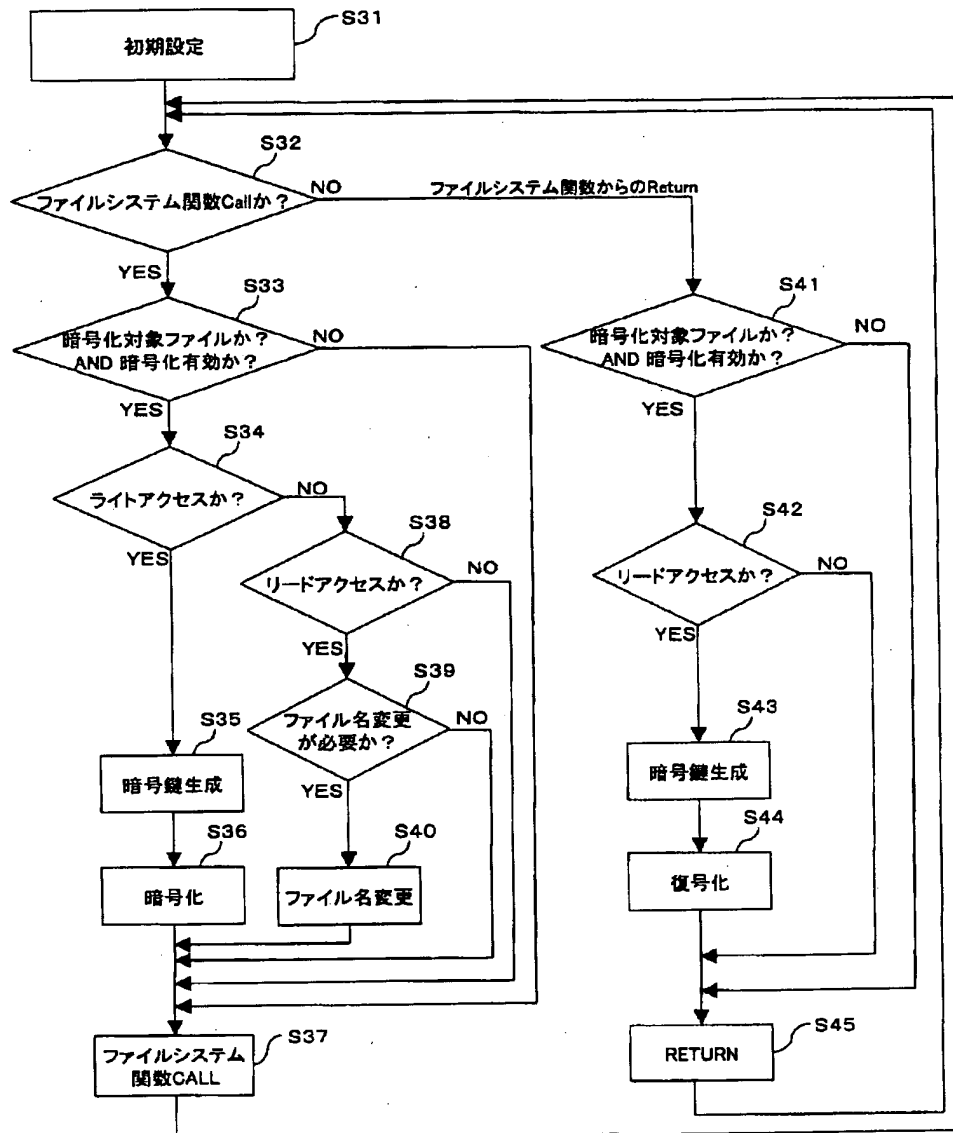 S31
初期設定
S32
ファイルシステム関数Callか?
NO
ファイルシステム関数からのReturn
YES
S33
暗号化対象ファイルか?
AND 暗号化有効か?
NO
YES
S41
暗号化対象ファイルか?
AND 暗号化有効か?
NO
YES
S34
ライトアクセスか?
NO
YES
S38
リードアクセスか?
NO
YES
S42
リードアクセスか?
NO
YES
S39
ファイル名変更
が必要か?
NO
YES
S35
暗号鍵生成
S43
暗号鍵生成
S36
暗号化
S40
ファイル名変更
S44
復号化
S37
ファイルシステム
関数CALL
S45
RETURN